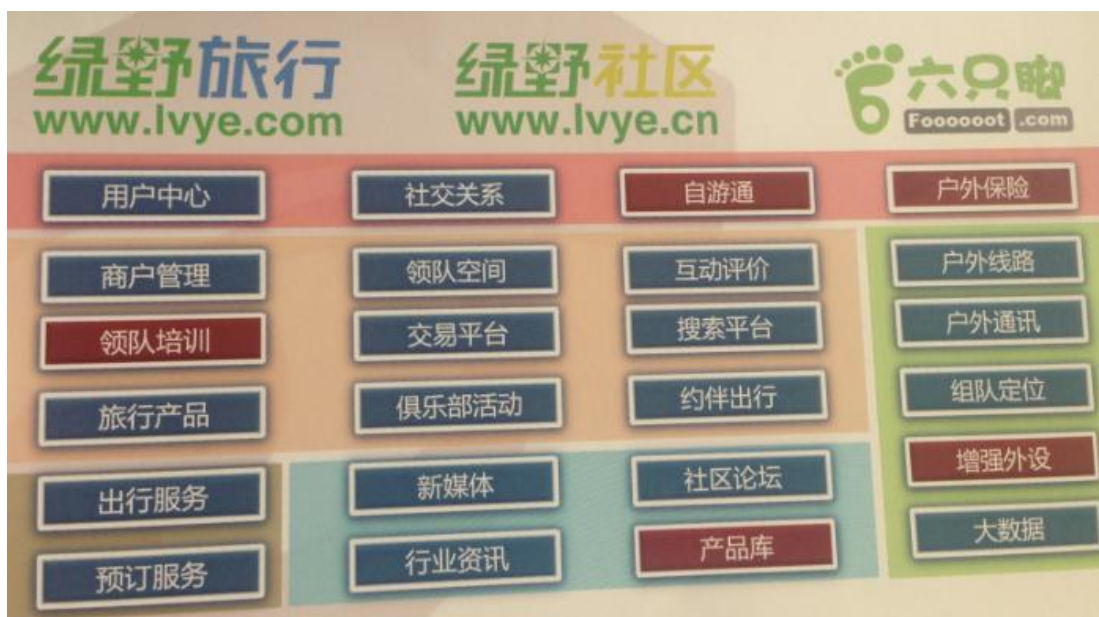 绿野旅行
www.lvye.com
绿野社区
www.lvye.cn
六只脚
Foooooot .com
用户中心
社交关系
自游通
户外保险
商户管理
领队空间
互动评价
户外线路
领队培训
交易平台
搜索平台
户外通讯
旅行产品
俱乐部活动
约伴出行
组队定位
出行服务
新媒体
社区论坛
增强外设
预订服务
行业资讯
产品库
大数据